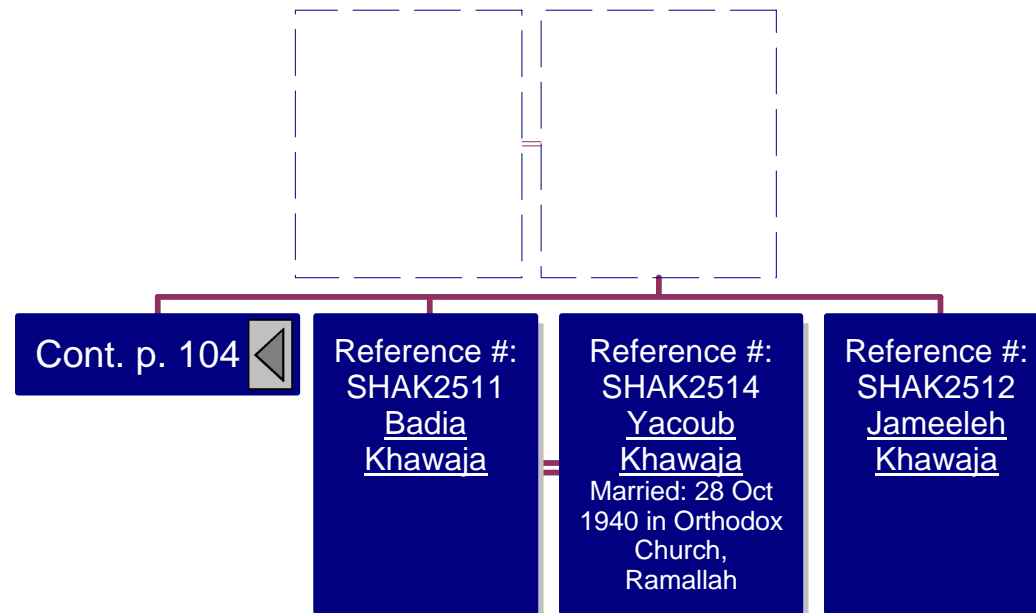 Cont. p. 104
Reference #:
SHAK2511
Badia
Khawaja
Reference #:
SHAK2514
Yacoub
Khawaja
Married: 28 Oct
1940 in Orthodox
Church,
Ramallah
Reference #:
SHAK2512
Jameeleh
Khawaja